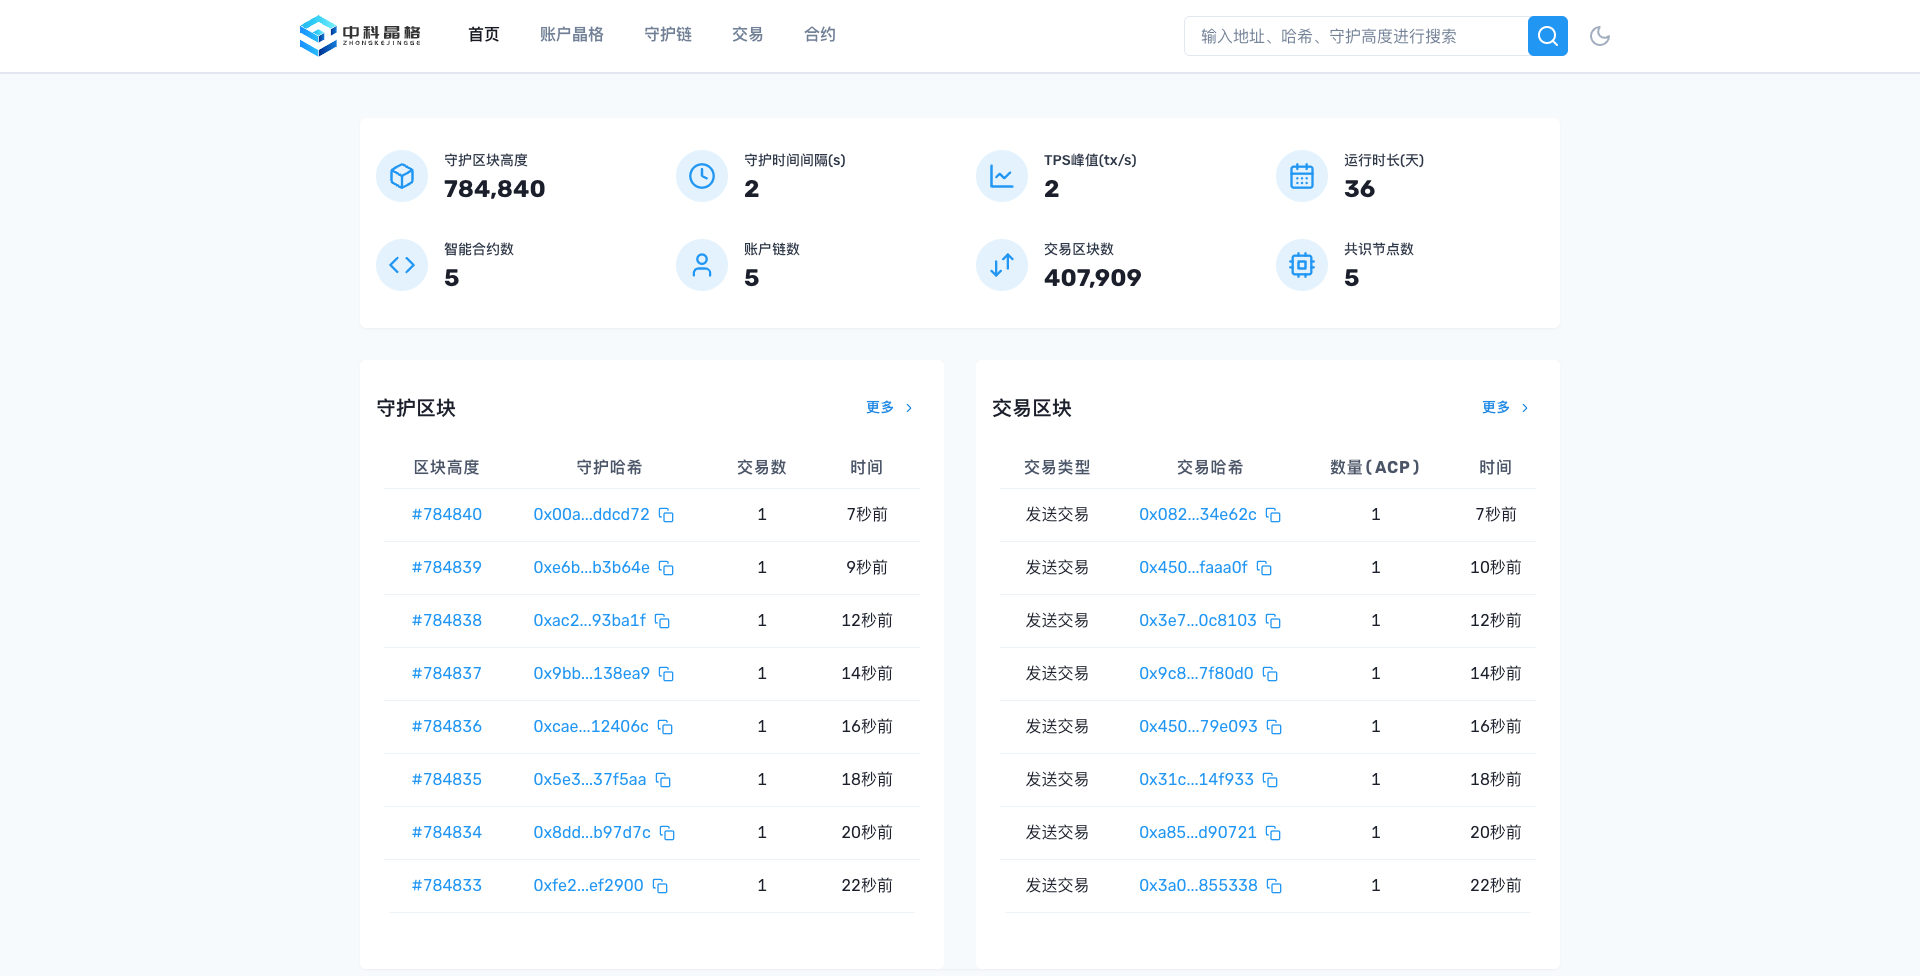 中科晶格
ZHONGKEJINGGE
首页 账户晶格 守护链 交易 合约
输入地址、哈希、守护高度进行搜索
守护区块高度
784,840
守护时间间隔(s)
2
TPS峰值(tx/s)
2
运行时长(天)
36
智能合约数
5
账户链数
5
交易区块数
407,909
共识节点数
5
守护区块 更多
区块高度 守护哈希 交易数 时间
#784840 0x00a...ddcd72 1 7秒前
#784839 0xe6b...b3b64e 1 9秒前
#784838 0xac2...93ba1f 1 12秒前
#784837 0x9bb...138ea9 1 14秒前
#784836 0xcae...12406c 1 16秒前
#784835 0x5e3...37f5aa 1 18秒前
#784834 0x8dd...b97d7c 1 20秒前
#784833 0xfe2...ef2900 1 22秒前
交易区块 更多
交易类型 交易哈希 数量(ACP) 时间
发送交易 0x082...34e62c 1 7秒前
发送交易 0x450...faaa0f 1 10秒前
发送交易 0x3e7...0c8103 1 12秒前
发送交易 0x9c8...7f80d0 1 14秒前
发送交易 0x450...79e093 1 16秒前
发送交易 0x31c...14f933 1 18秒前
发送交易 0xa85...d90721 1 20秒前
发送交易 0x3a0...855338 1 22秒前